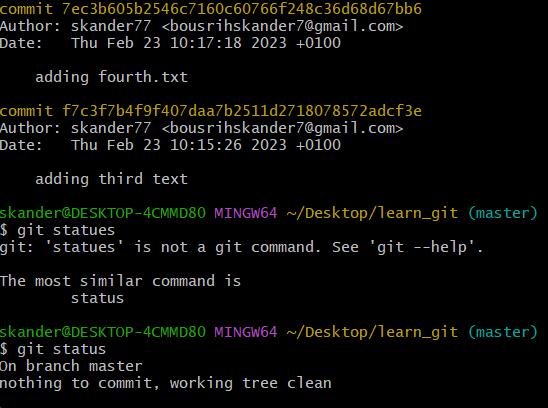 commit 7ec3b605b2546c7160c60766f248c36d68d67bb6
Author: skander77 <bousrihskander7@gmail.com>
Date:   Thu Feb 23 10:17:18 2023 +0100
    adding fourth.txt
commit f7c3f7b4f9f407daa7b2511d2718078572adcf3e
Author: skander77 <bousrihskander7@gmail.com>
Date:   Thu Feb 23 10:15:26 2023 +0100
    adding third text
skander@DESKTOP-4CMMD80 MINGW64 ~/Desktop/learn_git (master)
$ git statues
git: 'statues' is not a git command. See 'git --help'.
The most similar command is
        status
skander@DESKTOP-4CMMD80 MINGW64 ~/Desktop/learn_git (master)
$ git status
On branch master
nothing to commit, working tree clean